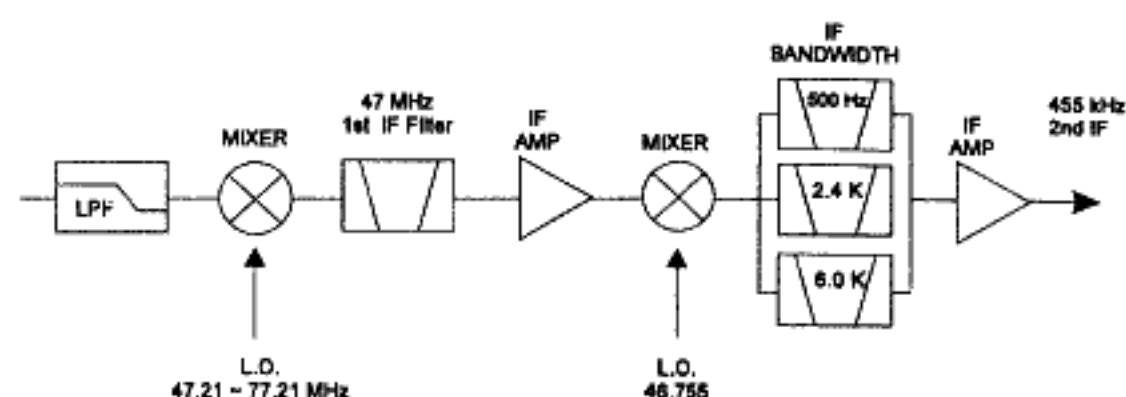 IF
BANDWIDTH
47 MHz
1st IF Filter
500 Hz
455 kHz
2nd IF
MIXER
IF
AMP
MIXER
IF
AMP
LPF
2.4 K
6.0 K
L.O.
47.21 ~ 77.21 MHz
L.O.
46.755